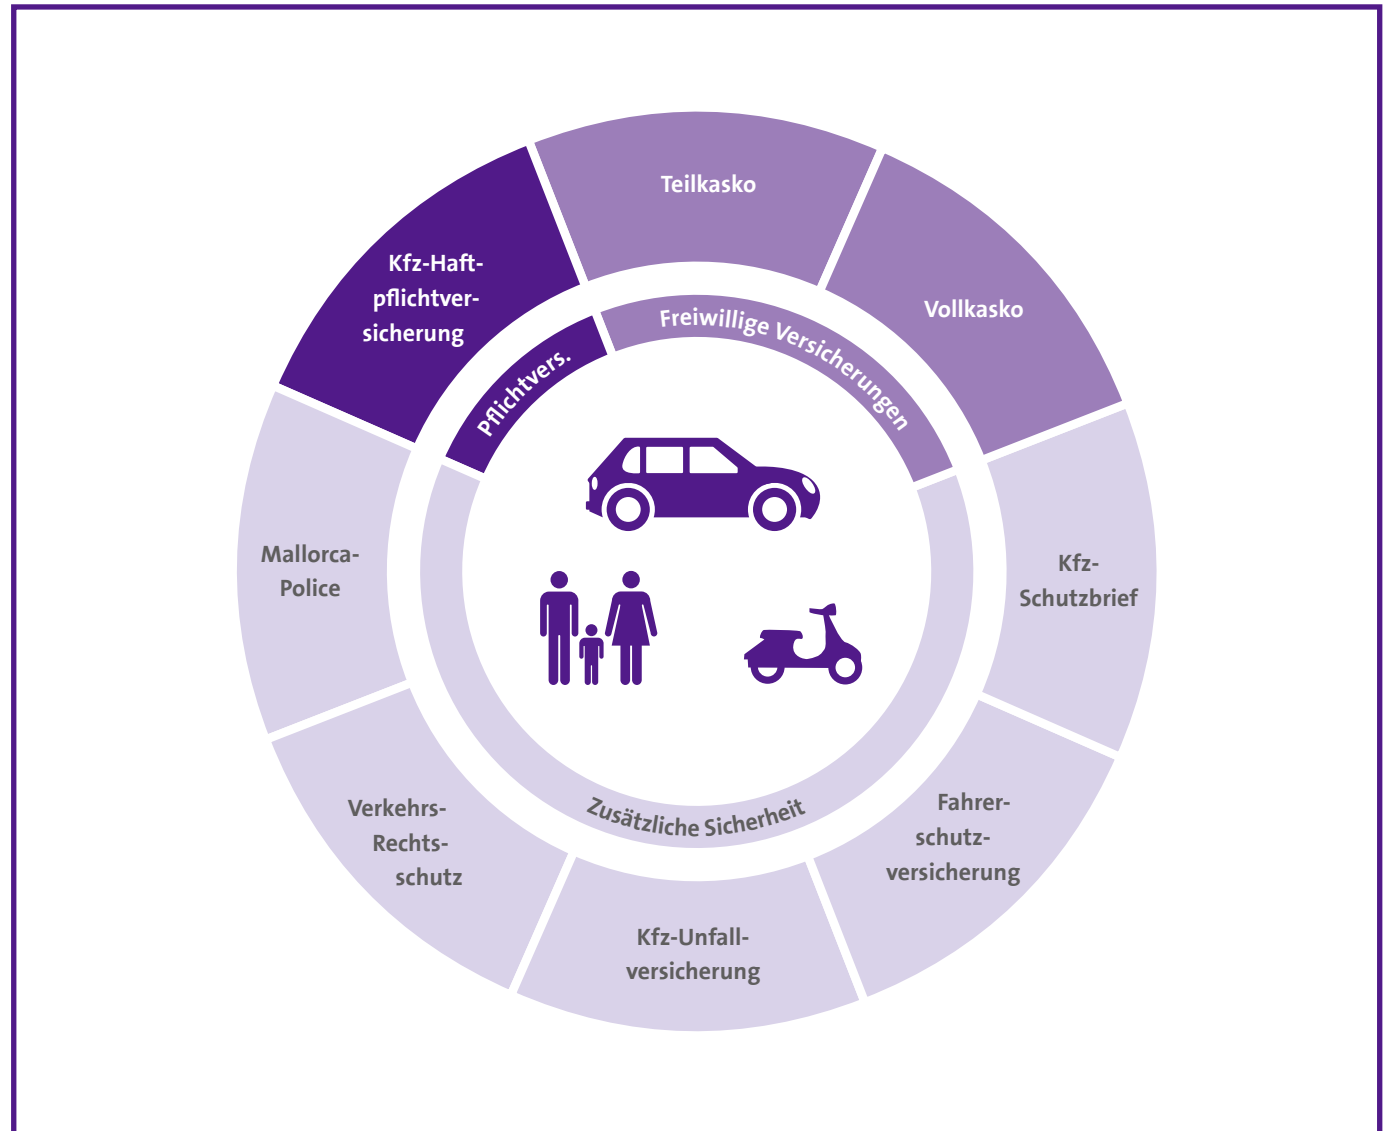 Teilkasko
Vollkasko
Kfz-Haft-
pflichtver-
sicherung
Freiwillige Versicherungen
Pflichtvers.
Mallorca-
Police
Kfz-
Schutzbrief
Verkehrs-
Rechts-
schutz
Zusätzliche Sicherheit
Fahrer-
schutz-
versicherung
Kfz-Unfall-
versicherung